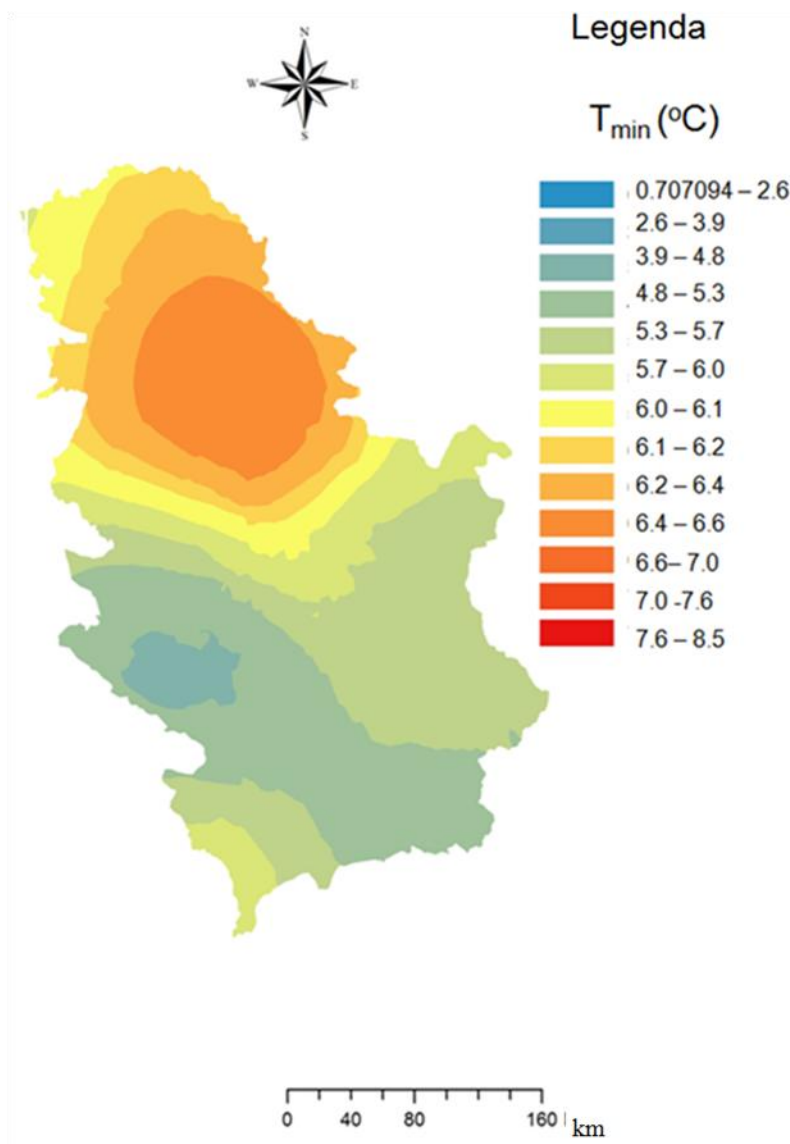 Legenda
N
W E
S
T_min (°C)
0.707094 – 2.6
2.6 – 3.9
3.9 – 4.8
4.8 – 5.3
5.3 – 5.7
5.7 – 6.0
6.0 – 6.1
6.1 – 6.2
6.2 – 6.4
6.4 – 6.6
6.6– 7.0
7.0 -7.6
7.6 – 8.5
0 40 80 160 km